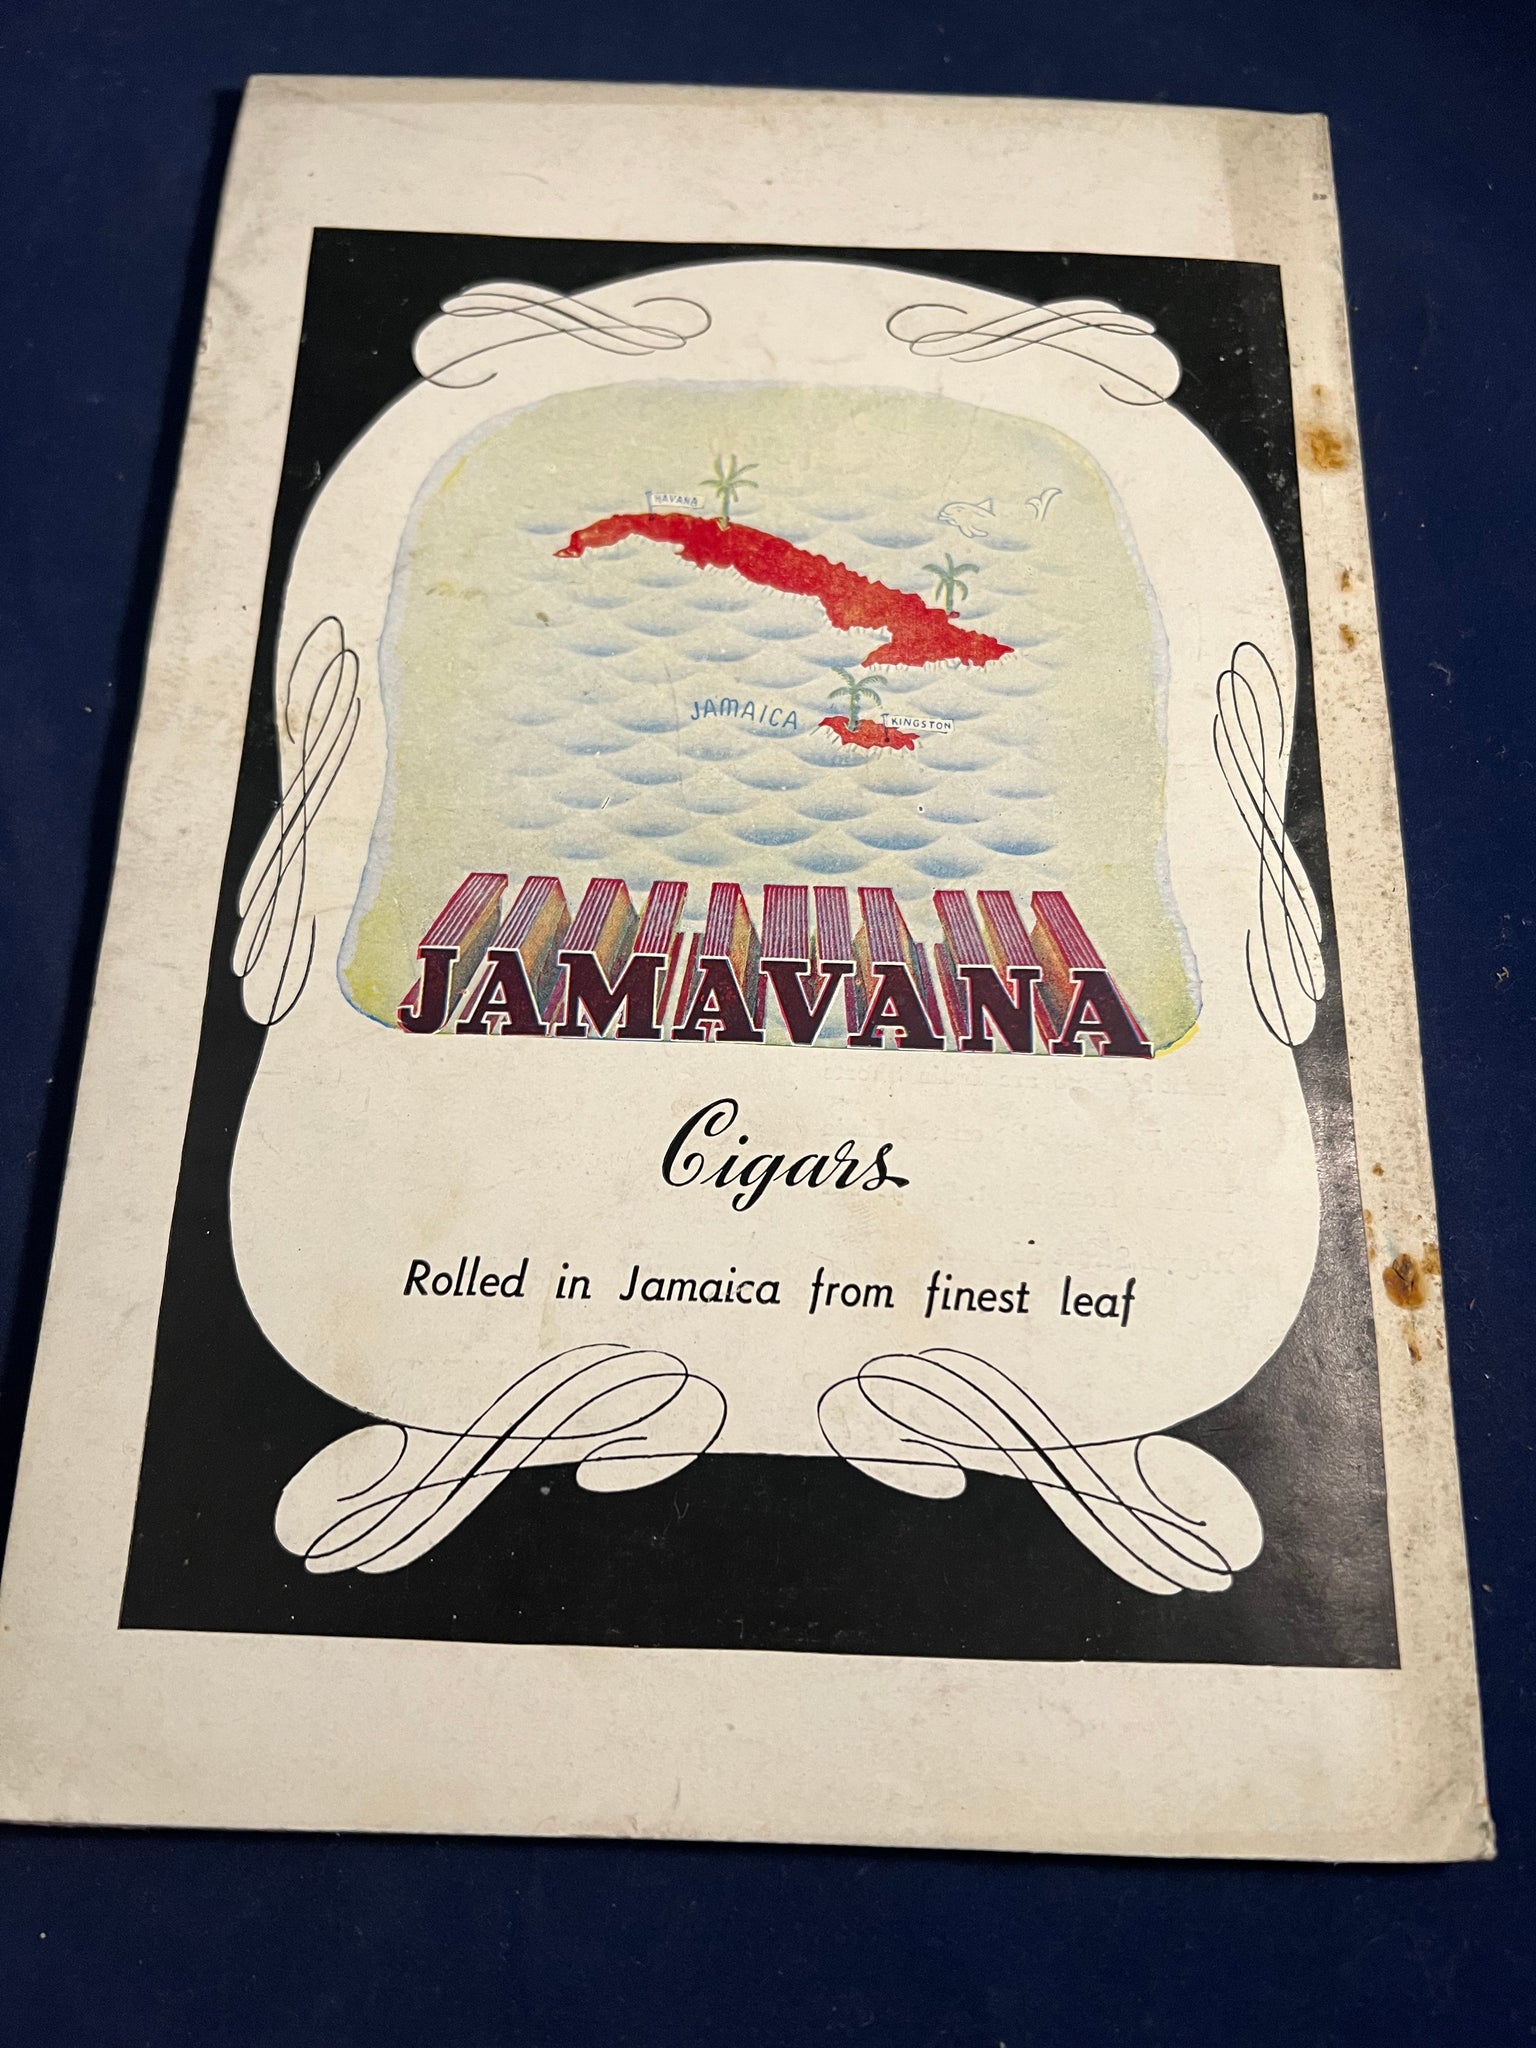 HAVANA
JAMAICA
KINGSTON
JAMAVANA
Cigars
Rolled in Jamaica from finest leaf